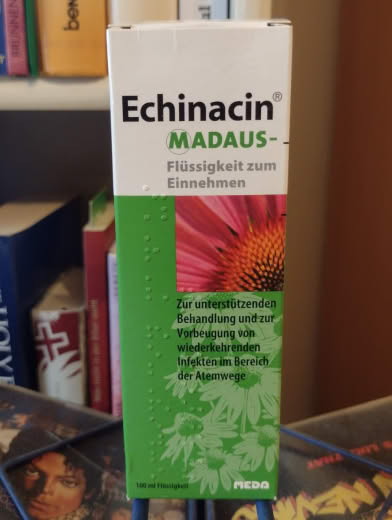 Echinacin®
MADAUS-
Flüssigkeit zum
Einnehmen
Zur unterstützenden
Behandlung und zur
Vorbeugung von
wiederkehrenden
Infekten im Bereich
der Atemwege
100 ml Flüssigkeit
MEDA